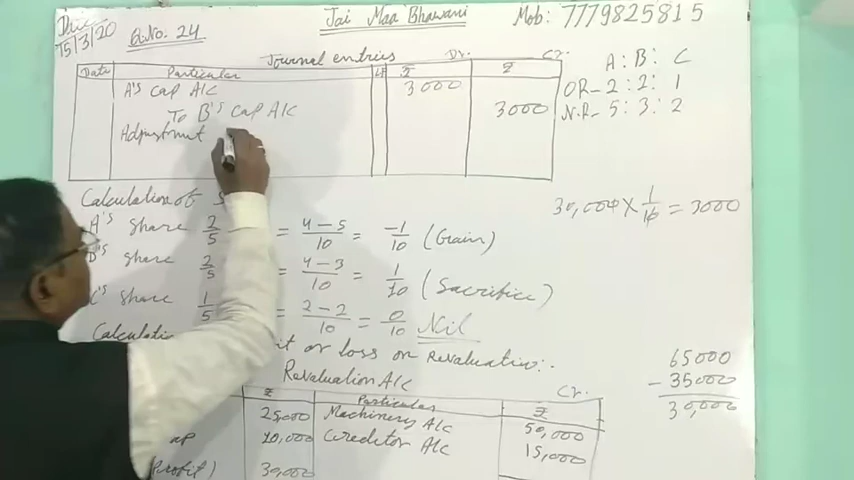 Due
15/3/20
Q.No. 24
Jai Maa Bhawani
Mob: 7779825815
Journal entries
Date Particular LF Dr. ₹ Cr. ₹
A's cap A/C 3000
To B's cap A/C 3000
Adjustment
A : B : C
OR - 2 : 2 : 1
N.R - 5 : 3 : 2
30,000 × 1/10 = 3000
Calculation of
A's Share 2/5 = 4-5/10 = -1/10 (Gain)
B's Share 2/5 = 4-3/10 = 1/10 (Sacrifice)
C's Share 1/5 = 2-2/10 = 0/10 Nil
or loss on Revaluation:-
Revaluation A/C
₹ Particular Cr. ₹
25,000 Machinery A/C 50,000
10,000 Creditor A/C 15,000
Profit) 30,000
65000
- 35000
30,000